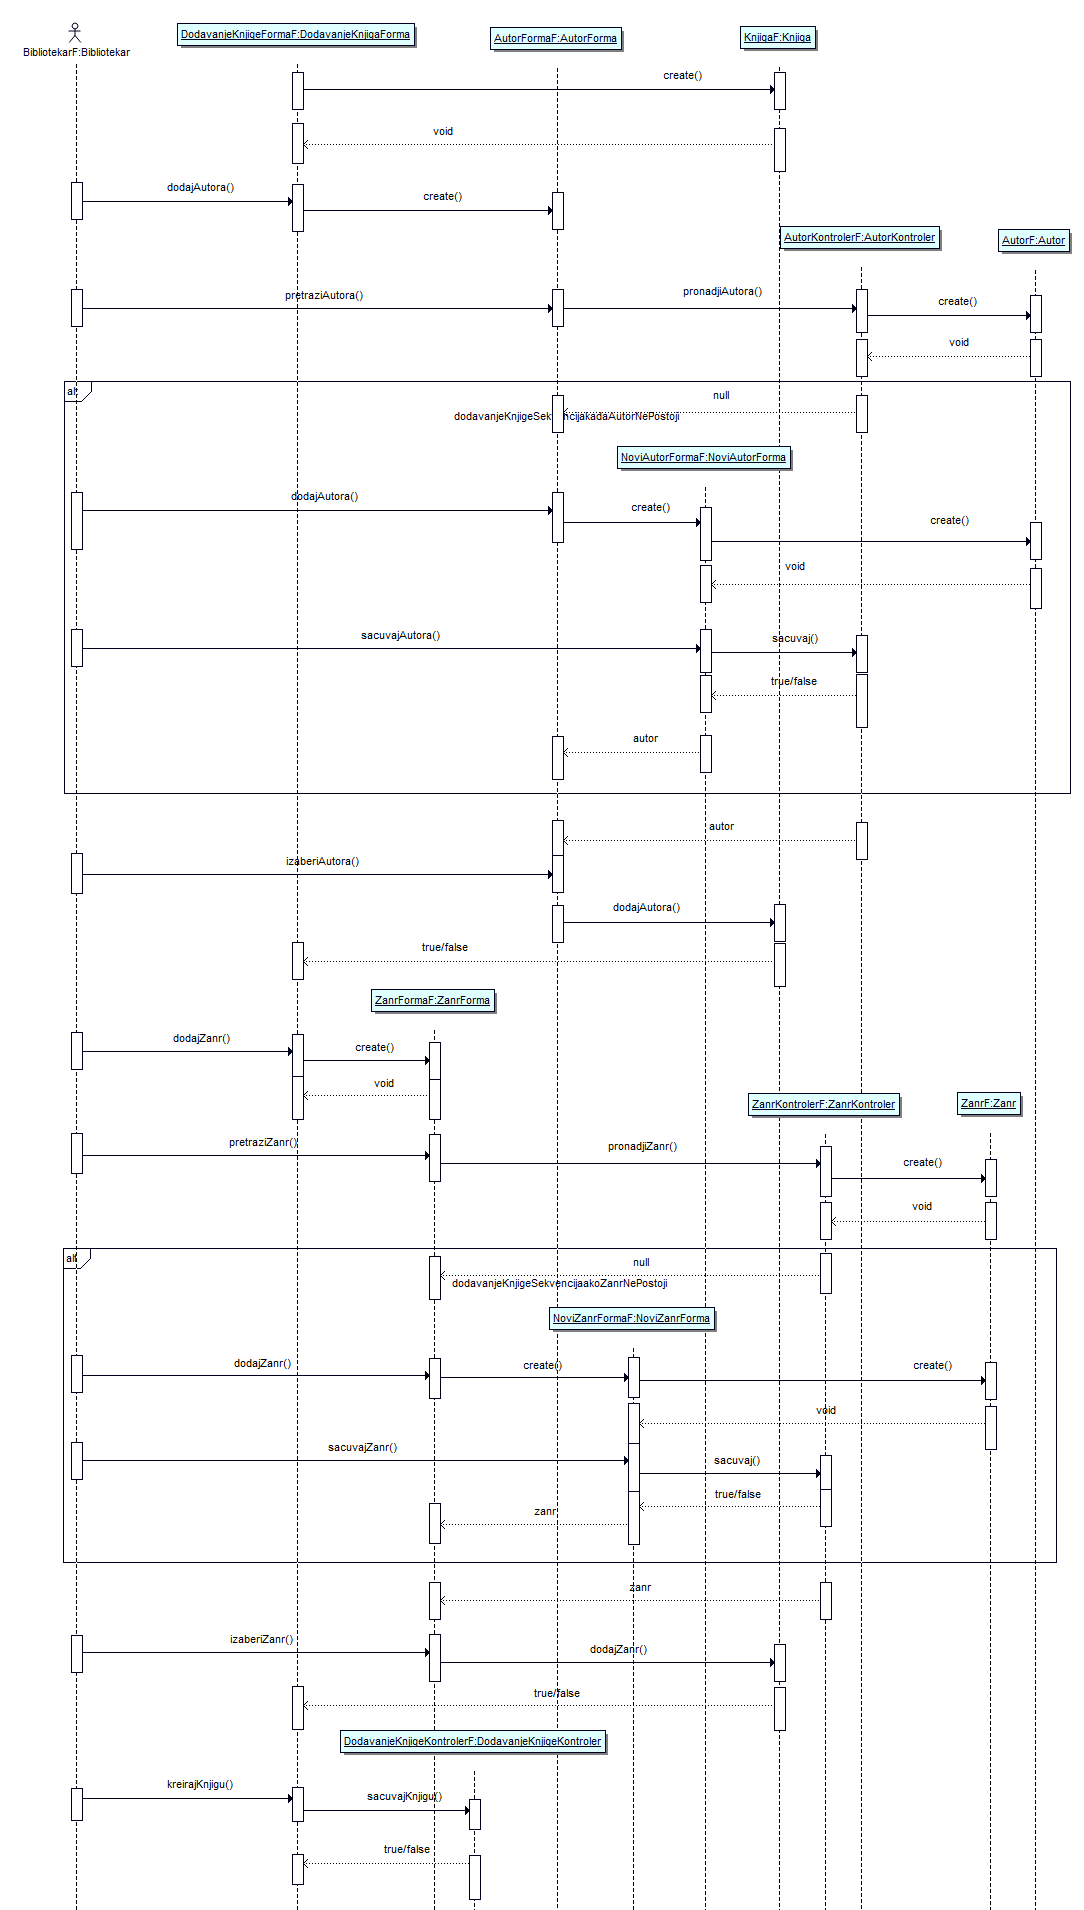 BibliotekarF:Bibliotekar
DodavanjeKnjigeFormaF:DodavanjeKnjigaForma
AutorFormaF:AutorForma
KnjigaF:Knjiga
create()
void
dodajAutora()
create()
AutorKontrolerF:AutorKontroler
AutorF:Autor
pretraziAutora()
pronadjiAutora()
create()
void
alt
null
dodavanjeKnjigeSekvencijakadaAutorNePostoji
NoviAutorFormaF:NoviAutorForma
dodajAutora()
create()
create()
void
sacuvajAutora()
sacuvaj()
true/false
autor
autor
izaberiAutora()
dodajAutora()
true/false
ZanrFormaF:ZanrForma
dodajZanr()
create()
void
ZanrKontrolerF:ZanrKontroler
ZanrF:Zanr
pretraziZanr()
pronadjiZanr()
create()
void
alt
null
dodavanjeKnjigeSekvencijaakoZanrNePostoji
NoviZanrFormaF:NoviZanrForma
dodajZanr()
create()
create()
void
sacuvajZanr()
sacuvaj()
true/false
zanr
zanr
izaberiZanr()
dodajZanr()
true/false
DodavanjeKnjigeKontrolerF:DodavanjeKnjigeKontroler
kreirajKnjigu()
sacuvajKnjigu()
true/false